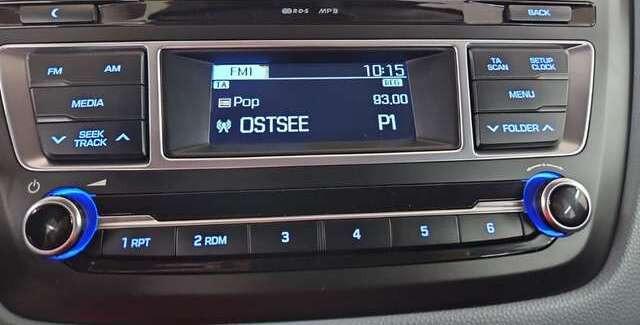 RDS MP3
BACK
FM AM
MEDIA
SEEK
TRACK
FM1 10:15
TA REG
Pop 93,00
OSTSEE P1
TA
SCAN
SETUP
CLOCK
MENU
FOLDER
1 RPT 2 RDM 3 4 5 6